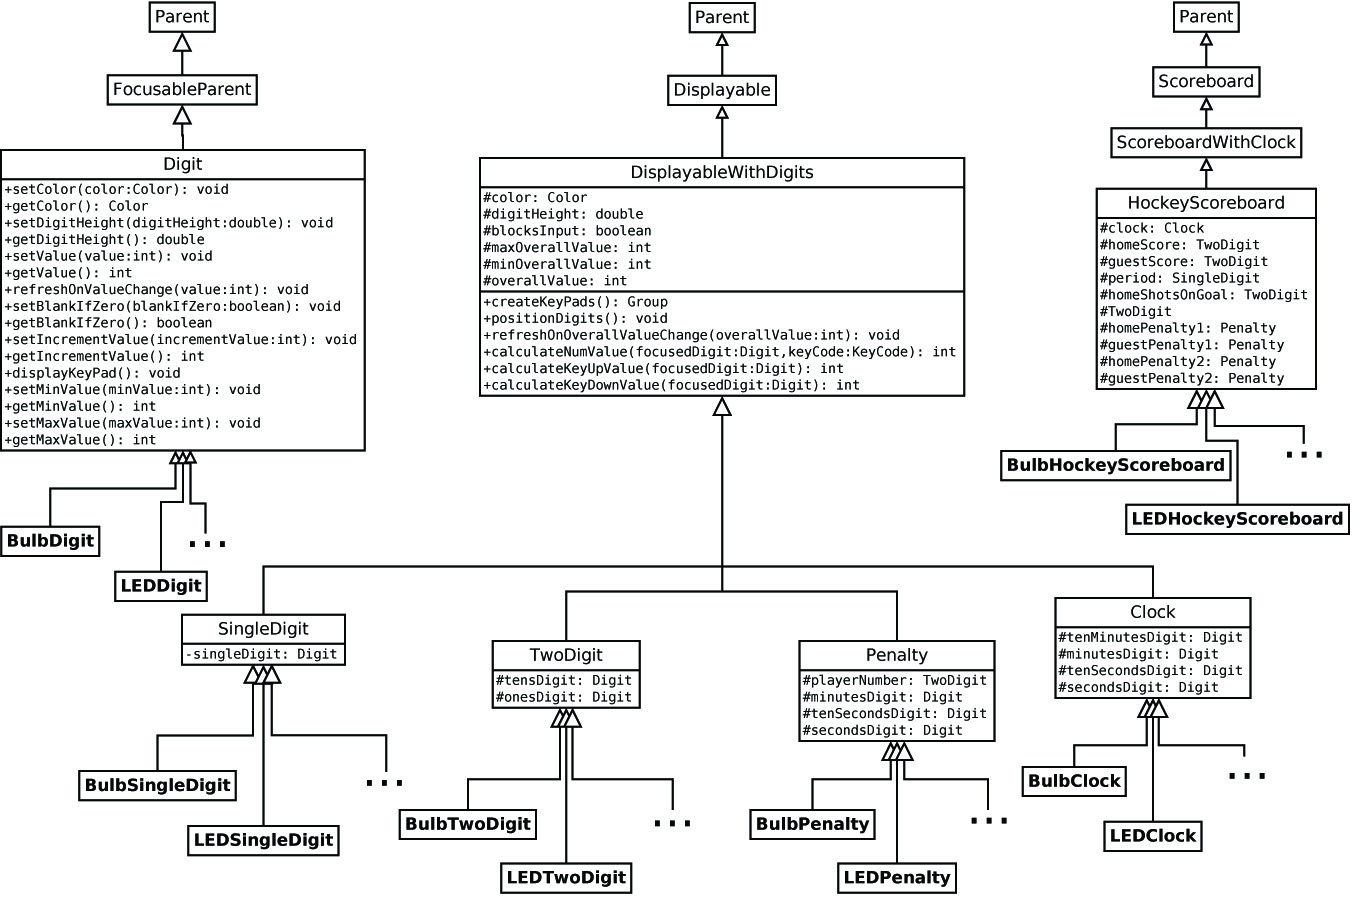 Parent
FocusableParent
Digit
+setColor(color:Color): void
+getColor(): Color
+setDigitHeight(digitHeight:double): void
+getDigitHeight(): double
+setValue(value:int): void
+getValue(): int
+refreshOnValueChange(value:int): void
+setBlankIfZero(blankIfZero:boolean): void
+getBlankIfZero(): boolean
+setIncrementValue(incrementValue:int): void
+getIncrementValue(): int
+displayKeyPad(): void
+setMinValue(minValue:int): void
+getMinValue(): int
+setMaxValue(maxValue:int): void
+getMaxValue(): int
BulbDigit
LEDDigit
...
Parent
Displayable
DisplayableWithDigits
#color: Color
#digitHeight: double
#blocksInput: boolean
#maxOverallValue: int
#minOverallValue: int
#overallValue: int
+createKeyPads(): Group
+positionDigits(): void
+refreshOnOverallValueChange(overallValue:int): void
+calculateNumValue(focusedDigit:Digit,keyCode:KeyCode): int
+calculateKeyUpValue(focusedDigit:Digit): int
+calculateKeyDownValue(focusedDigit:Digit): int
Parent
Scoreboard
ScoreboardWithClock
HockeyScoreboard
#clock: Clock
#homeScore: TwoDigit
#guestScore: TwoDigit
#period: SingleDigit
#homeShotsOnGoal: TwoDigit
#TwoDigit
#homePenalty1: Penalty
#guestPenalty1: Penalty
#homePenalty2: Penalty
#guestPenalty2: Penalty
BulbHockeyScoreboard
...
LEDHockeyScoreboard
SingleDigit
-singleDigit: Digit
BulbSingleDigit
...
LEDSingleDigit
TwoDigit
#tensDigit: Digit
#onesDigit: Digit
BulbTwoDigit
...
LEDTwoDigit
Penalty
#playerNumber: TwoDigit
#minutesDigit: Digit
#tenSecondsDigit: Digit
#secondsDigit: Digit
BulbPenalty
...
LEDPenalty
Clock
#tenMinutesDigit: Digit
#minutesDigit: Digit
#tenSecondsDigit: Digit
#secondsDigit: Digit
BulbClock
...
LEDClock